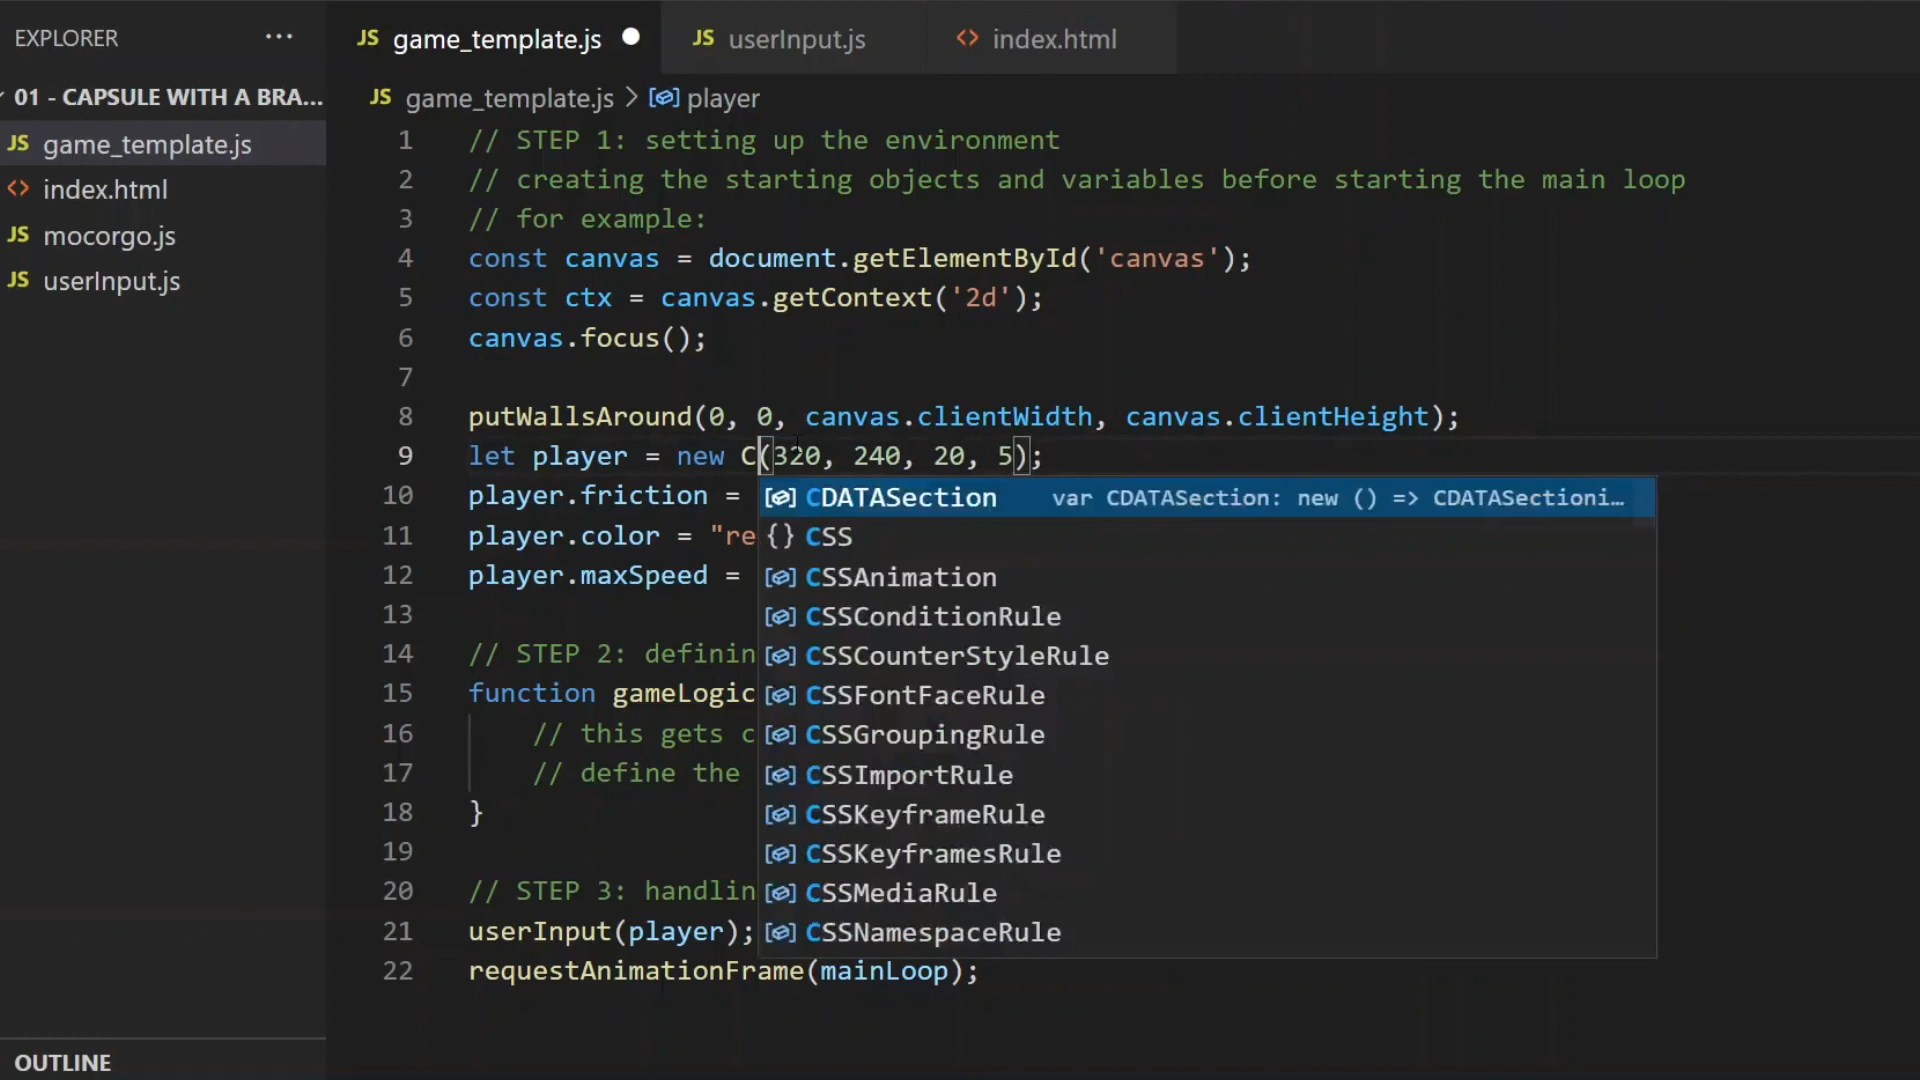 EXPLORER ···
01 - CAPSULE WITH A BRA...
JS game_template.js
<> index.html
JS mocorgo.js
JS userInput.js
OUTLINE
JS game_template.js ● JS userInput.js <> index.html
JS game_template.js > player
1 // STEP 1: setting up the environment
2 // creating the starting objects and variables before starting the main loop
3 // for example:
4 const canvas = document.getElementById('canvas');
5 const ctx = canvas.getContext('2d');
6 canvas.focus();
7
8 putWallsAround(0, 0, canvas.clientWidth, canvas.clientHeight);
9 let player = new C(320, 240, 20, 5);
10 player.friction =
11 player.color = "re
12 player.maxSpeed =
13
14 // STEP 2: definin
15 function gameLogic
16 // this gets c
17 // define the
18 }
19
20 // STEP 3: handlin
21 userInput(player);
22 requestAnimationFrame(mainLoop);
CDATASection var CDATASection: new () => CDATASectioni...
{} CSS
CSSAnimation
CSSConditionRule
CSSCounterStyleRule
CSSFontFaceRule
CSSGroupingRule
CSSImportRule
CSSKeyframeRule
CSSKeyframesRule
CSSMediaRule
CSSNamespaceRule